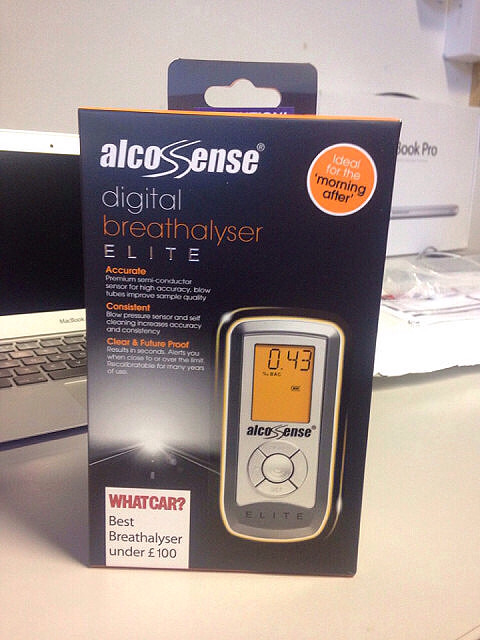 alcoSense®
Ideal
for the
'morning
after'
digital
breathalyser
ELITE
Accurate
Premium semi-conductor
sensor for high accuracy, blow
tubes improve sample quality
Consistent
Blow pressure sensor and self
cleaning increases accuracy
and consistency
Clear & Future Proof
Results in seconds. Alerts you
when close to or over the limit.
Recalibratable for many years
of use.
0.43
‰ BAC
alcoSense®
ELITE
WHAT CAR?
Best
Breathalyser
under £100
Book Pro
MacBook